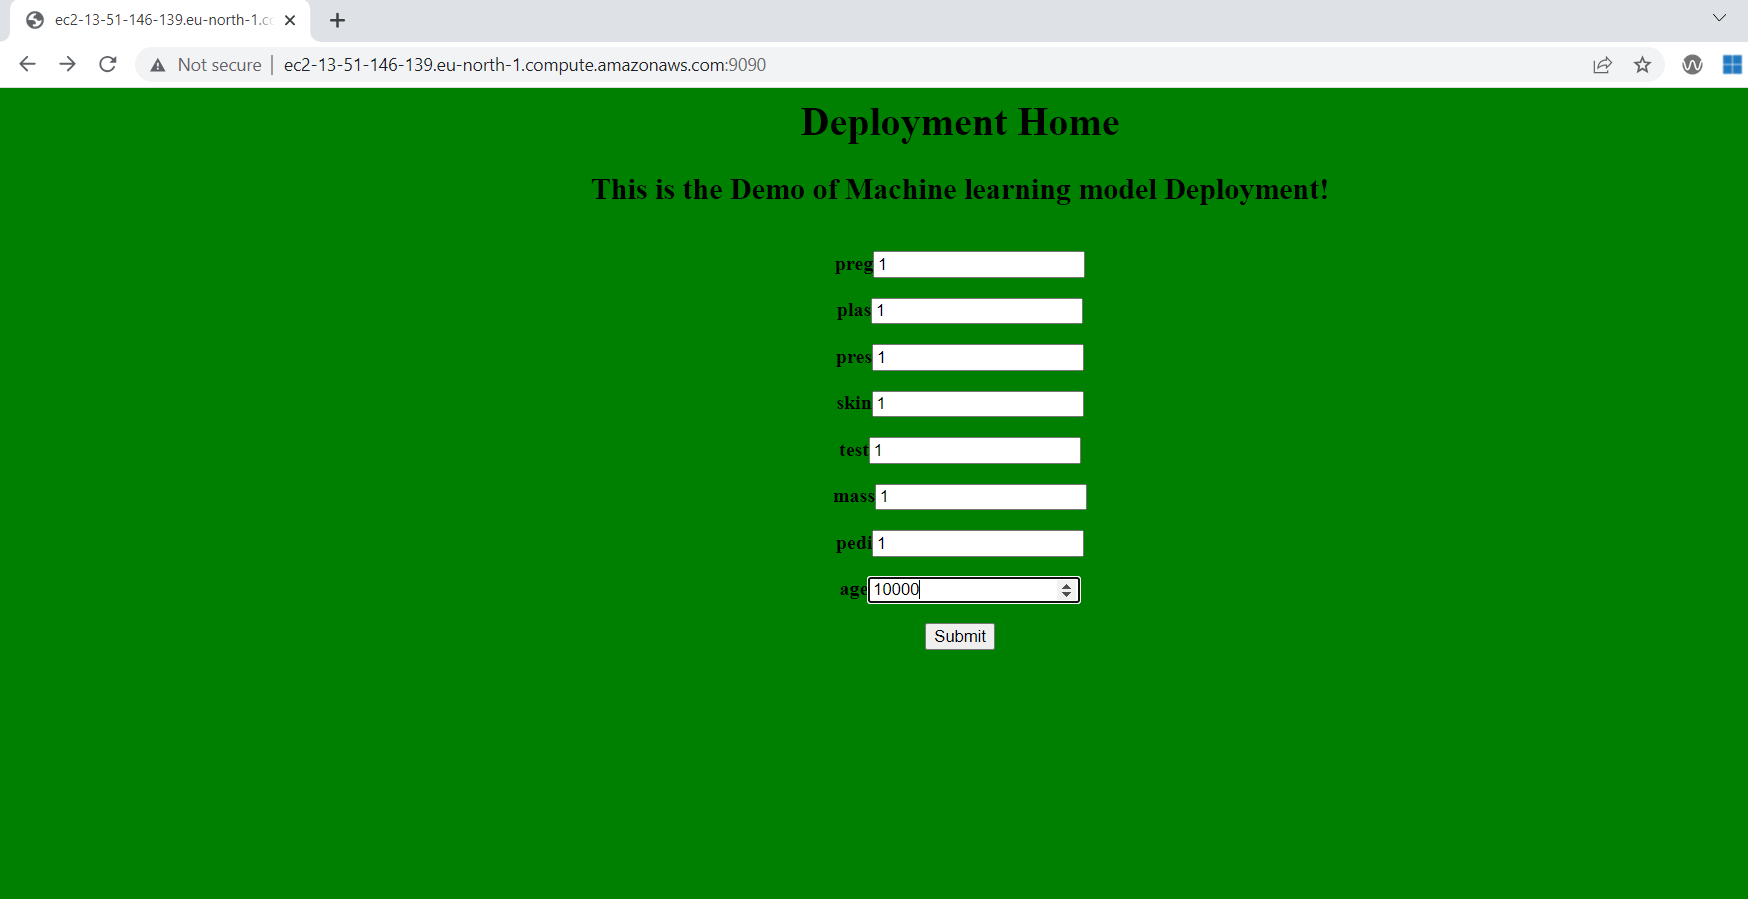 ec2-13-51-146-139.eu-north-1.cc
Not secure ec2-13-51-146-139.eu-north-1.compute.amazonaws.com:9090
Deployment Home
This is the Demo of Machine learning model Deployment!
preg 1
plas 1
pres 1
skin 1
test 1
mass 1
pedi 1
age 10000
Submit